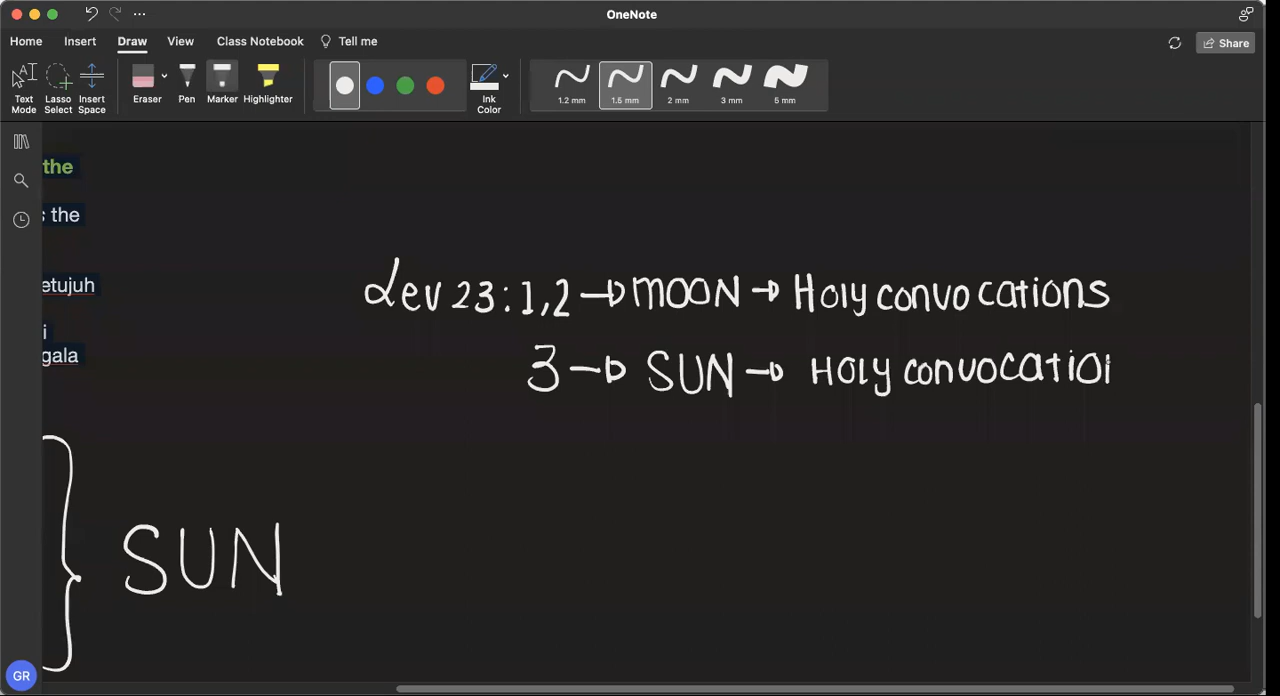 OneNote
Home Insert Draw View Class Notebook Tell me
Share
Text Mode
Lasso Select
Insert Space
Eraser
Pen
Marker
Highlighter
Ink Color
1.2 mm
1.5 mm
2 mm
3 mm
5 mm
the
s the
etujuh
i
gala
Lev 23:1,2 → MOON → Holy convocations
3 → SUN → Holy convocatioi
SUN
GR